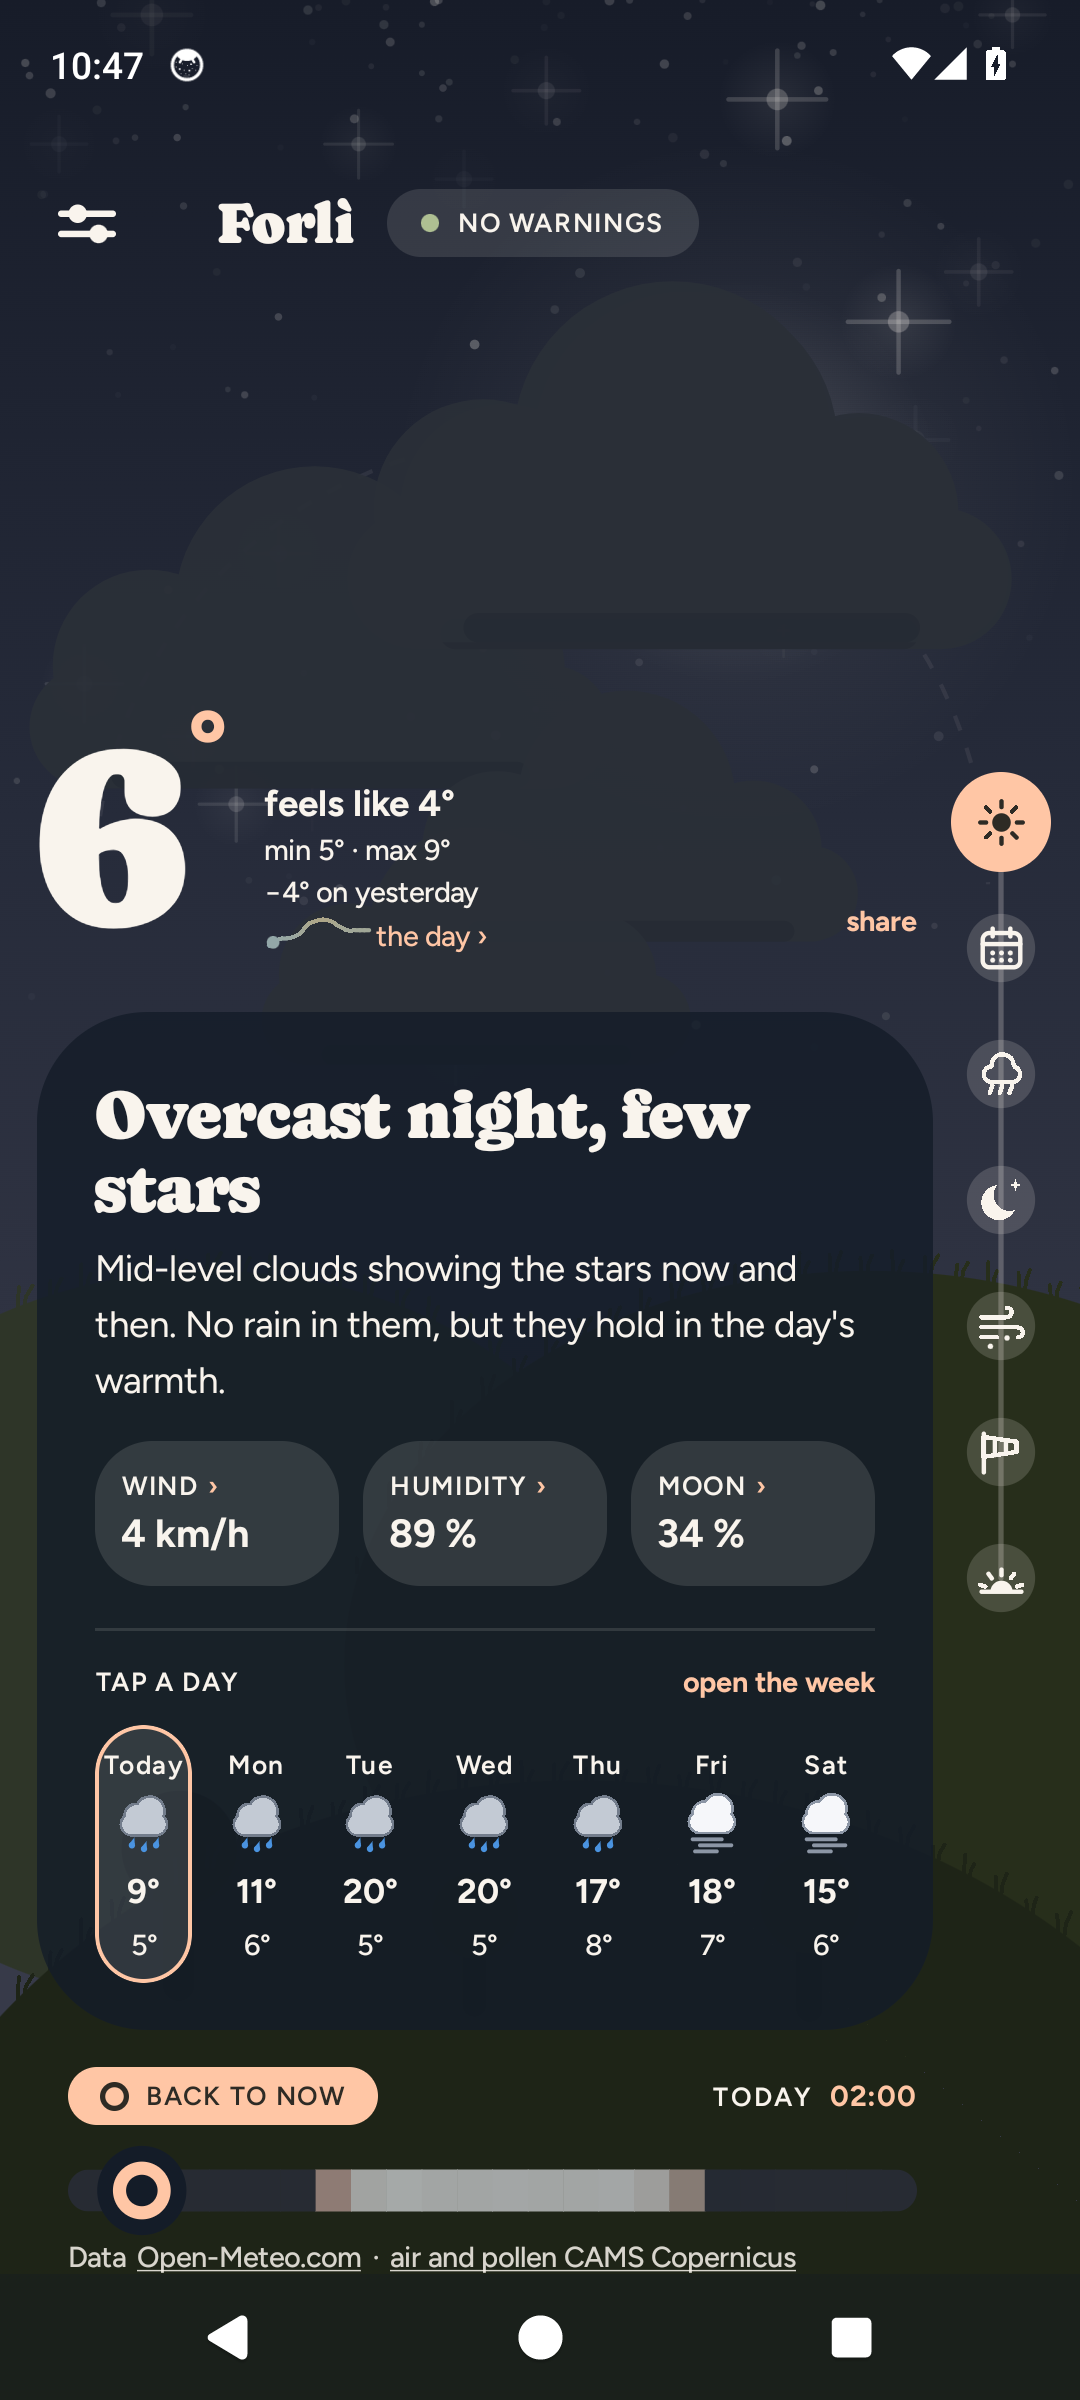 10:47
Forlì
NO WARNINGS
6°
feels like 4°
min 5° · max 9°
−4° on yesterday
the day ›
share
Overcast night, few
stars
Mid-level clouds showing the stars now and
then. No rain in them, but they hold in the day's
warmth.
WIND › HUMIDITY › MOON ›
4 km/h 89 % 34 %
TAP A DAY open the week
Today Mon Tue Wed Thu Fri Sat
9° 11° 20° 20° 17° 18° 15°
5° 6° 5° 5° 8° 7° 6°
BACK TO NOW TODAY 02:00
Data Open-Meteo.com · air and pollen CAMS Copernicus